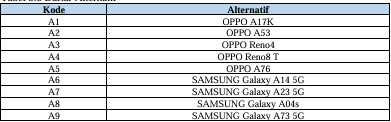 Kode Alternatif
A1 OPPO A17K
A2 OPPO A53
A3 OPPO Reno4
A4 OPPO Reno8 T
A5 OPPO A76
A6 SAMSUNG Galaxy A14 5G
A7 SAMSUNG Galaxy A23 5G
A8 SAMSUNG Galaxy A04s
A9 SAMSUNG Galaxy A73 5G